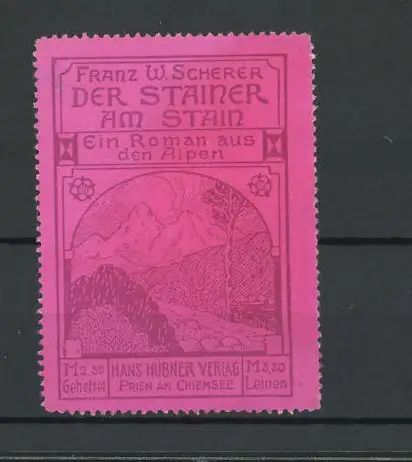 FRANZ W. SCHERER
DER STAINER
AM STAIN
Ein Roman aus
den Alpen
M 2,50
Geheftet
HANS HÜBNER VERLAG
PRIEN AM CHIEMSEE
M 3,50
Leinen